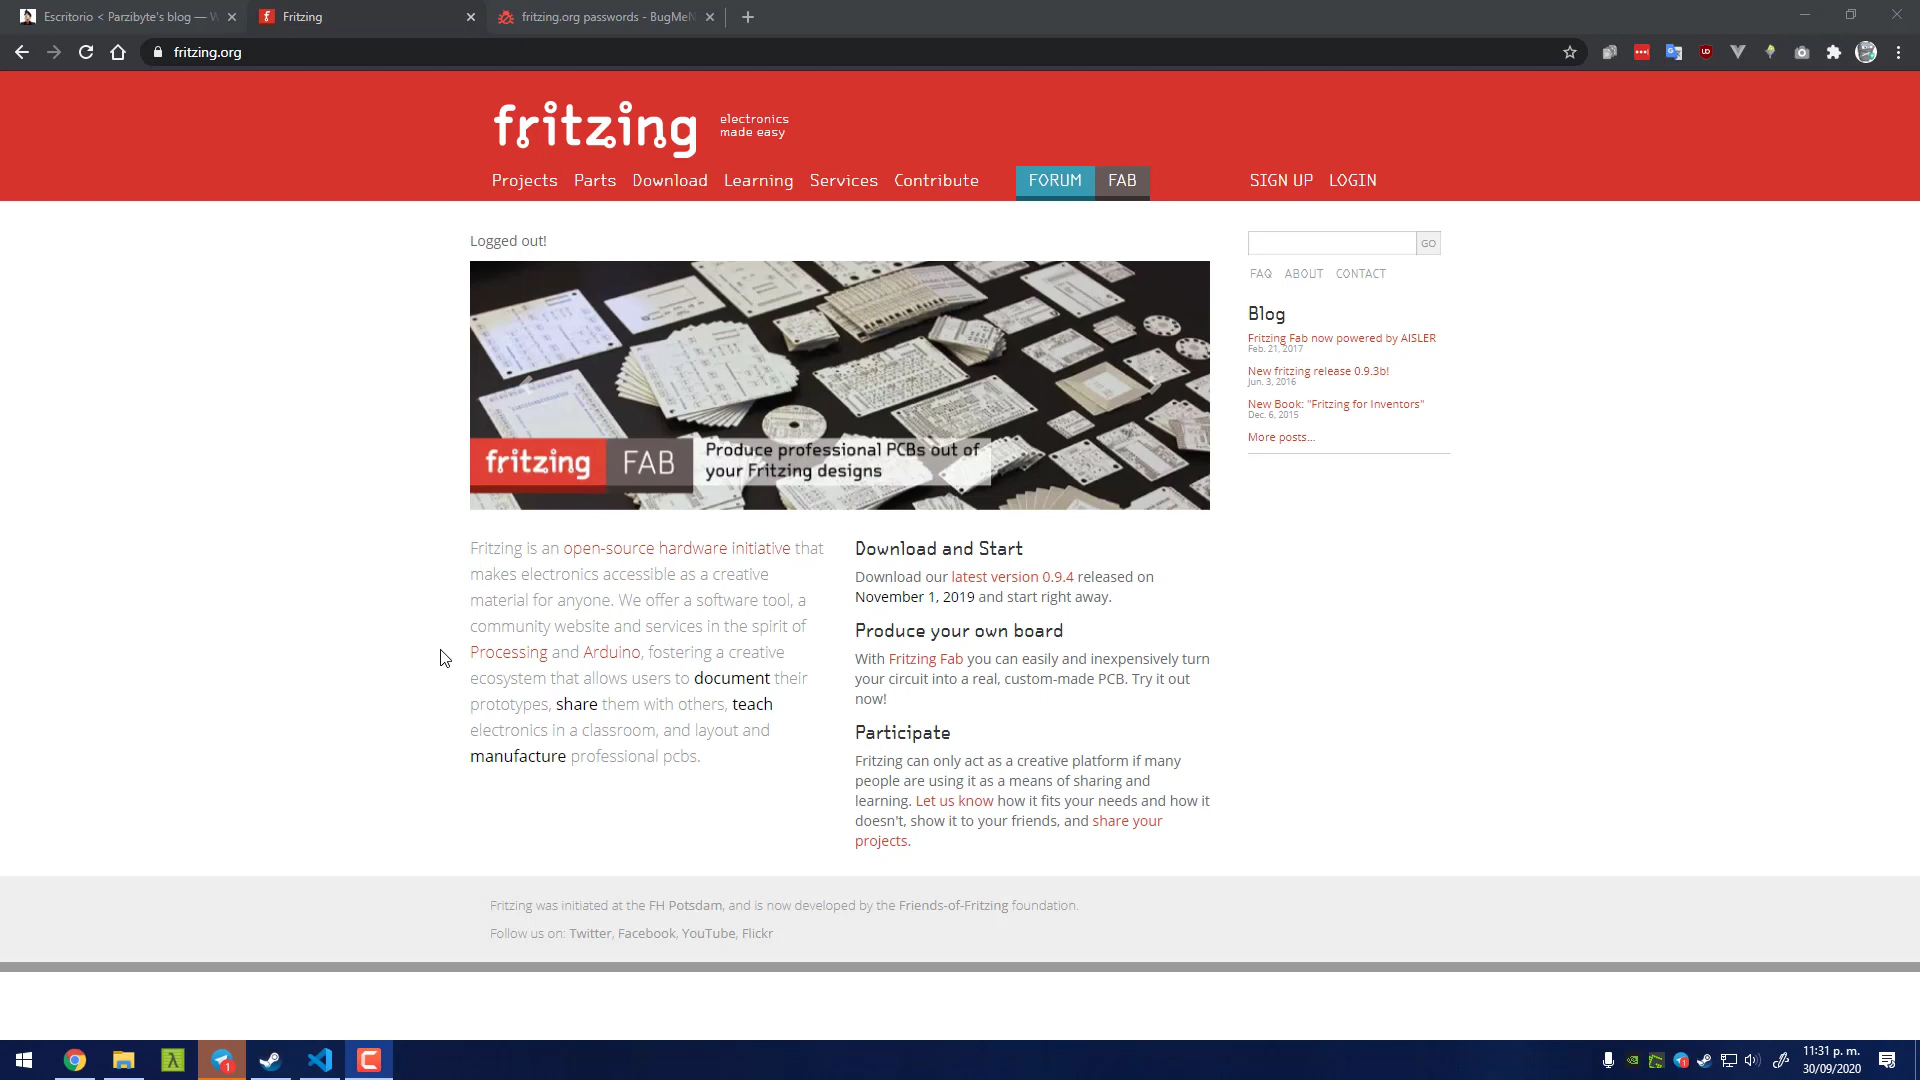 Escritorio < Parzibyte's blog — W
Fritzing
fritzing.org passwords - BugMeN
fritzing.org
fritzing
electronics
made easy
Projects Parts Download Learning Services Contribute FORUM FAB SIGN UP LOGIN
Logged out!
GO
FAQ ABOUT CONTACT
Blog
Fritzing Fab now powered by AISLER
Feb. 21, 2017
New fritzing release 0.9.3b!
Jun. 3, 2016
New Book: "Fritzing for Inventors"
Dec. 6, 2015
More posts...
fritzing FAB
Produce professional PCBs out of
your Fritzing designs
Fritzing is an open-source hardware initiative that
makes electronics accessible as a creative
material for anyone. We offer a software tool, a
community website and services in the spirit of
Processing and Arduino, fostering a creative
ecosystem that allows users to document their
prototypes, share them with others, teach
electronics in a classroom, and layout and
manufacture professional pcbs.
Download and Start
Download our latest version 0.9.4 released on
November 1, 2019 and start right away.
Produce your own board
With Fritzing Fab you can easily and inexpensively turn
your circuit into a real, custom-made PCB. Try it out
now!
Participate
Fritzing can only act as a creative platform if many
people are using it as a means of sharing and
learning. Let us know how it fits your needs and how it
doesn't, show it to your friends, and share your
projects.
Fritzing was initiated at the FH Potsdam, and is now developed by the Friends-of-Fritzing foundation.
Follow us on: Twitter, Facebook, YouTube, Flickr
11:31 p. m.
30/09/2020